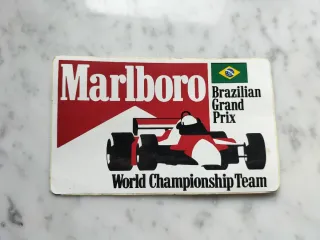 Marlboro
Brazilian
Grand
Prix
World Championship Team